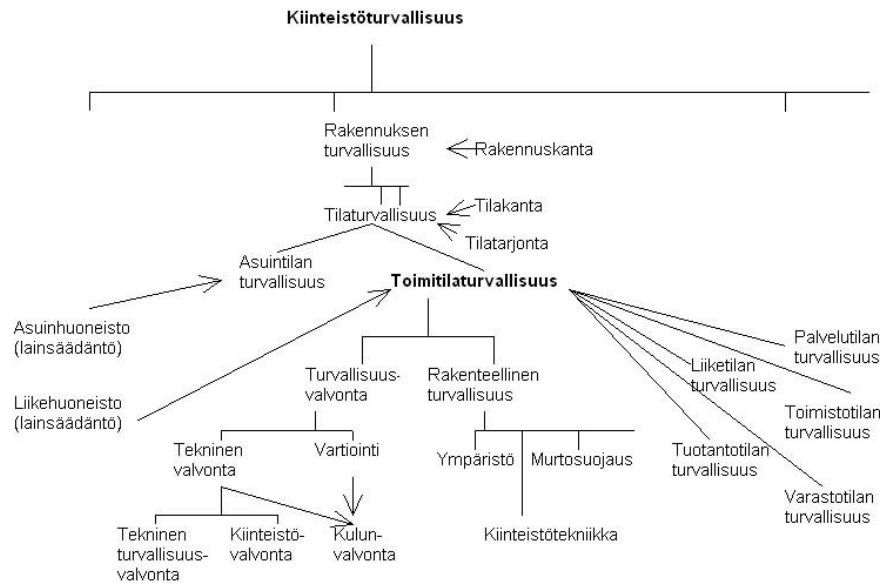 Kiinteistöturvallisuus
Rakennuksen
turvallisuus
Rakennuskanta
Tilaturvallisuus
Tilakanta
Tilatarjonta
Asuintilan
turvallisuus
Toimitilaturvallisuus
Asuinhuoneisto
(lainsäädäntö)
Liikehuoneisto
(lainsäädäntö)
Turvallisuus-
valvonta
Rakenteellinen
turvallisuus
Palvelutilan
turvallisuus
Liiketilan
turvallisuus
Toimistotilan
turvallisuus
Tuotantotilan
turvallisuus
Varastotilan
turvallisuus
Tekninen
valvonta
Vartiointi
Ympäristö
Murtosuojaus
Kiinteistötekniikka
Tekninen
turvallisuus-
valvonta
Kiinteistö-
valvonta
Kulun-
valvonta